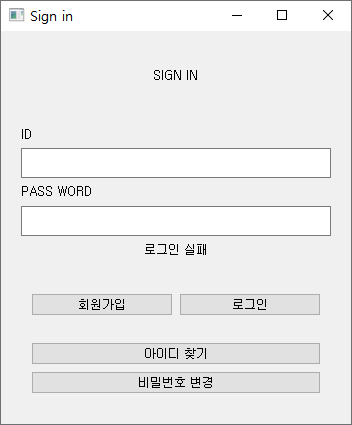 Sign in
SIGN IN
ID
PASS WORD
로그인 실패
회원가입 로그인
아이디 찾기
비밀번호 변경